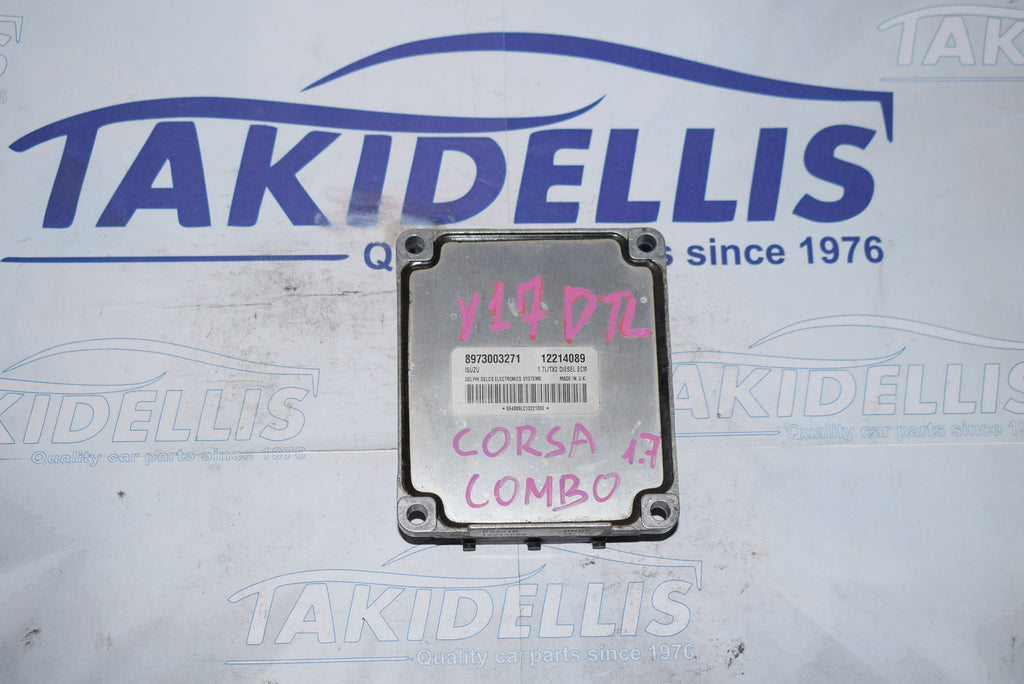 TAKIDELLIS
TAKIDELLIS
Q s since 1976
Y17 DTL
8973003271 12214089
ISUZU 1.7L/TX2 DIESEL ECM
DELPHI DELCO ELECTRONICS SYSTEMS MADE IN U.K.
CORSA 1.7
COMBO
TAKIDELLIS
Quality car parts since 1976
TAKIDELLIS
Quality car parts since 1976
TAKIDELLIS
Quality car parts since 1976